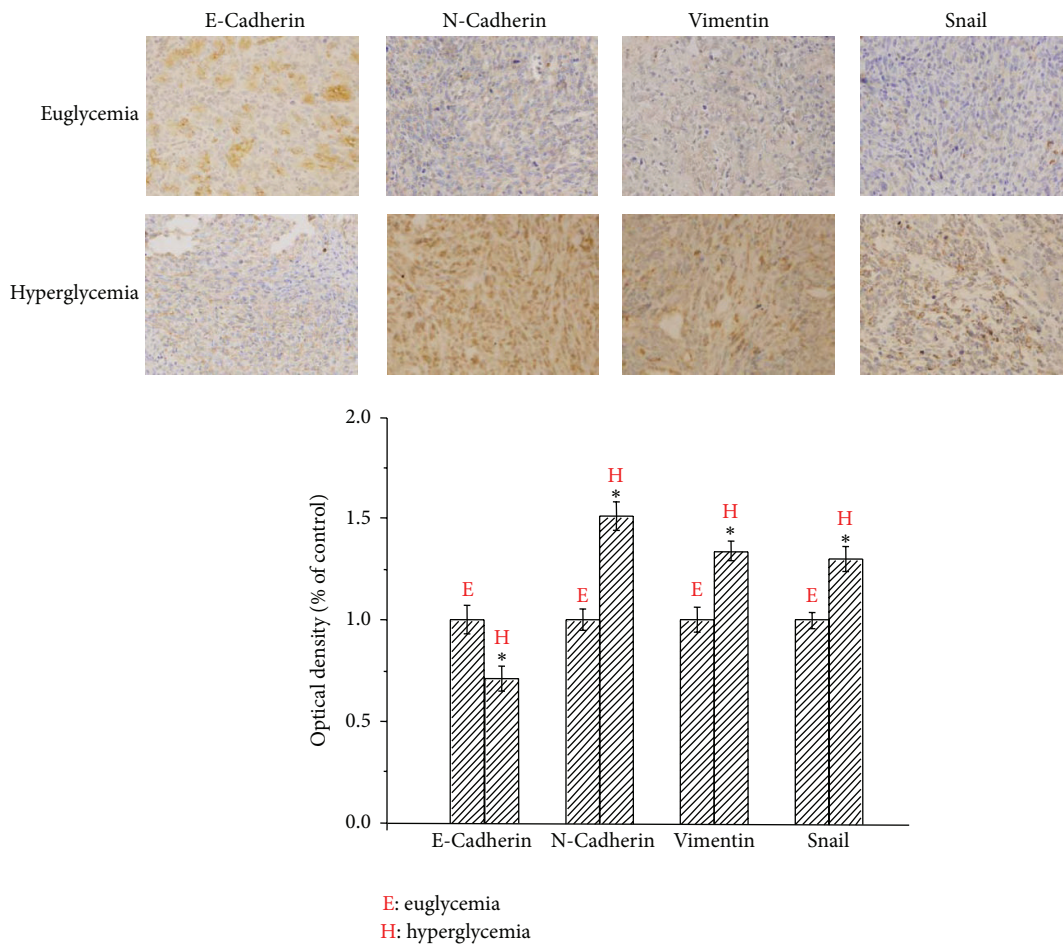 E-Cadherin N-Cadherin Vimentin Snail
Euglycemia
Hyperglycemia
2.0
1.5
1.0
0.5
0.0
Optical density (% of control)
E
H
*
E
H
*
E
H
*
E
H
*
E-Cadherin N-Cadherin Vimentin Snail
E: euglycemia
H: hyperglycemia